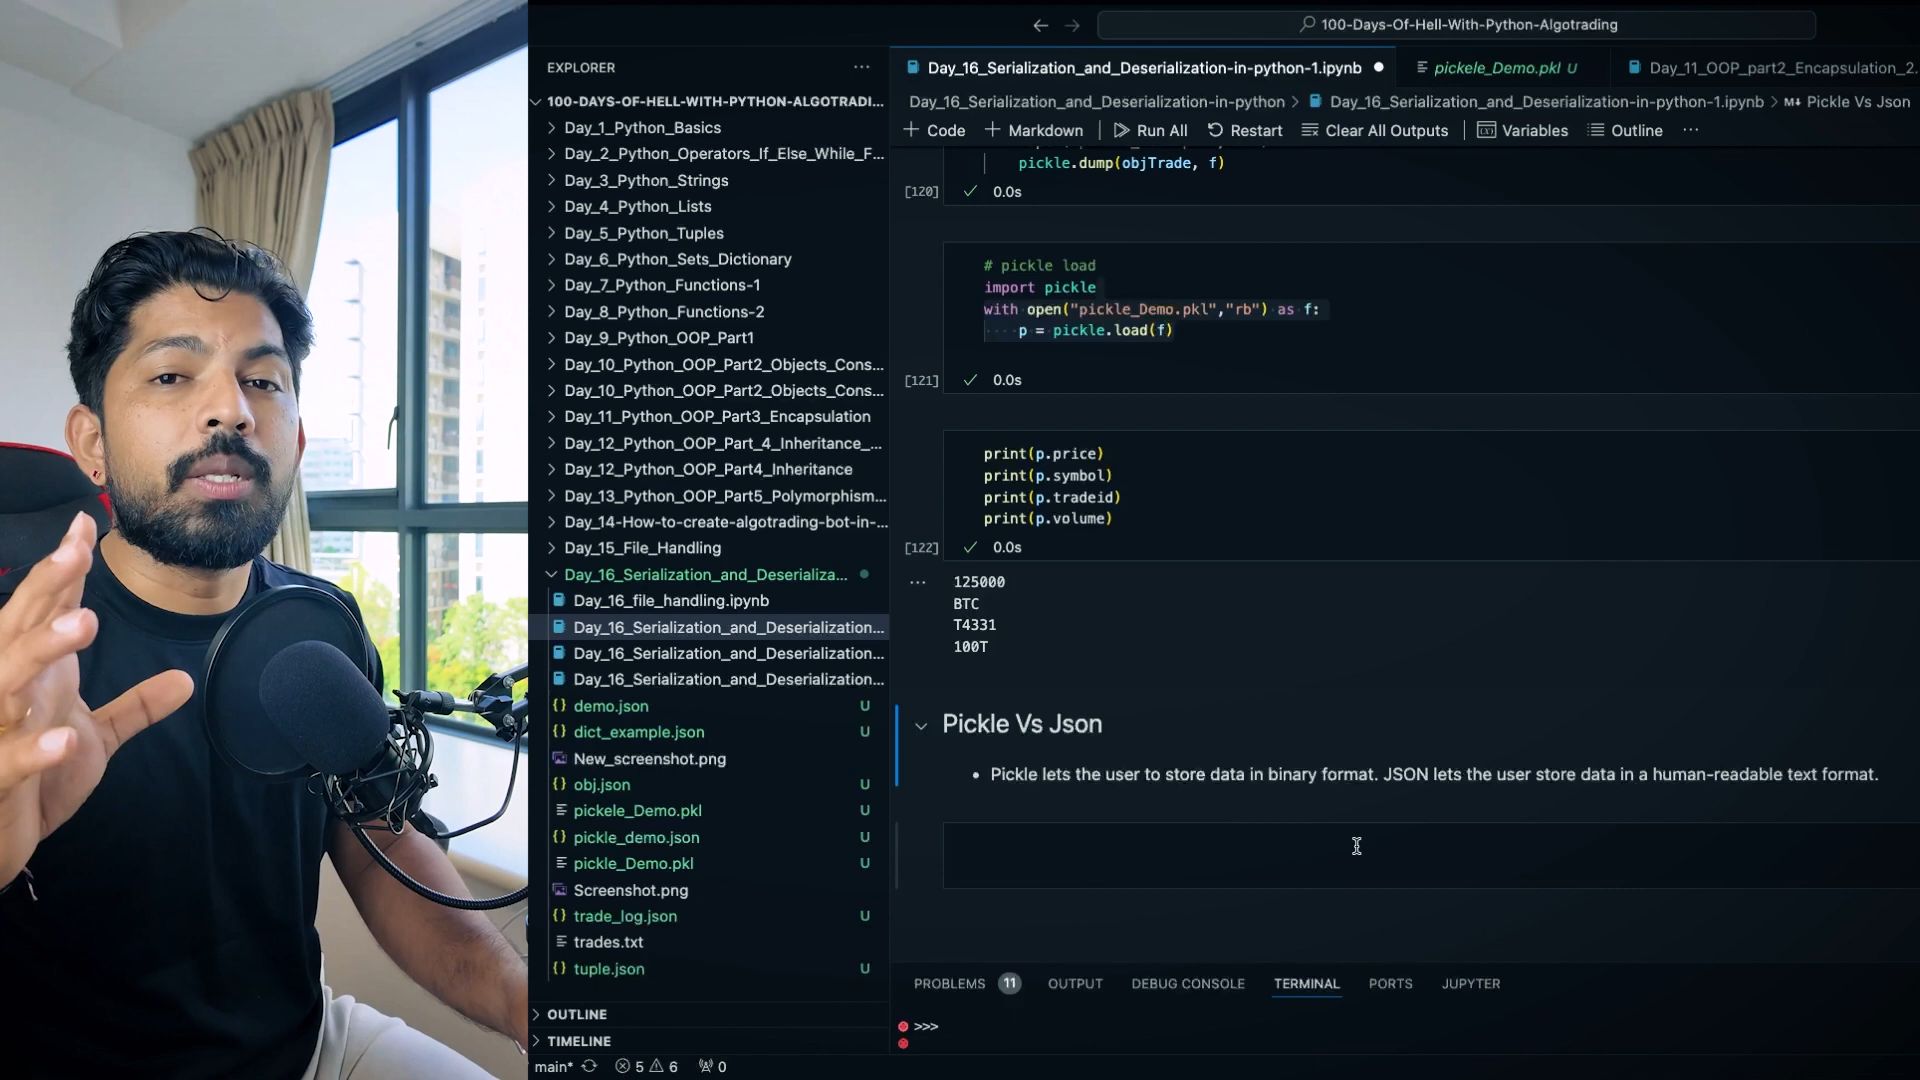 100-Days-Of-Hell-With-Python-Algotrading
EXPLORER
100-DAYS-OF-HELL-WITH-PYTHON-ALGOTRADI...
Day_1_Python_Basics
Day_2_Python_Operators_If_Else_While_F...
Day_3_Python_Strings
Day_4_Python_Lists
Day_5_Python_Tuples
Day_6_Python_Sets_Dictionary
Day_7_Python_Functions-1
Day_8_Python_Functions-2
Day_9_Python_OOP_Part1
Day_10_Python_OOP_Part2_Objects_Cons...
Day_10_Python_OOP_Part2_Objects_Cons...
Day_11_Python_OOP_Part3_Encapsulation
Day_12_Python_OOP_Part_4_Inheritance_...
Day_12_Python_OOP_Part4_Inheritance
Day_13_Python_OOP_Part5_Polymorphism...
Day_14-How-to-create-algotrading-bot-in-...
Day_15_File_Handling
Day_16_Serialization_and_Deserializa...
Day_16_file_handling.ipynb
Day_16_Serialization_and_Deserialization...
Day_16_Serialization_and_Deserialization...
Day_16_Serialization_and_Deserialization...
demo.json U
dict_example.json U
New_screenshot.png
obj.json U
pickele_Demo.pkl U
pickle_demo.json U
pickle_Demo.pkl U
Screenshot.png
trade_log.json U
trades.txt
tuple.json U
OUTLINE
TIMELINE
main* 5 6 0
Day_16_Serialization_and_Deserialization-in-python-1.ipynb pickele_Demo.pkl U Day_11_OOP_part2_Encapsulation_2.
Day_16_Serialization_and_Deserialization-in-python > Day_16_Serialization_and_Deserialization-in-python-1.ipynb > M↓ Pickle Vs Json
+ Code + Markdown Run All Restart Clear All Outputs Variables Outline ...
pickle.dump(objTrade, f)
[120] ✓ 0.0s
# pickle load
import pickle
with open("pickle_Demo.pkl","rb") as f:
p = pickle.load(f)
[121] ✓ 0.0s
print(p.price)
print(p.symbol)
print(p.tradeid)
print(p.volume)
[122] ✓ 0.0s
... 125000
BTC
T4331
100T
Pickle Vs Json
• Pickle lets the user to store data in binary format. JSON lets the user store data in a human-readable text format.
PROBLEMS 11 OUTPUT DEBUG CONSOLE TERMINAL PORTS JUPYTER
>>>